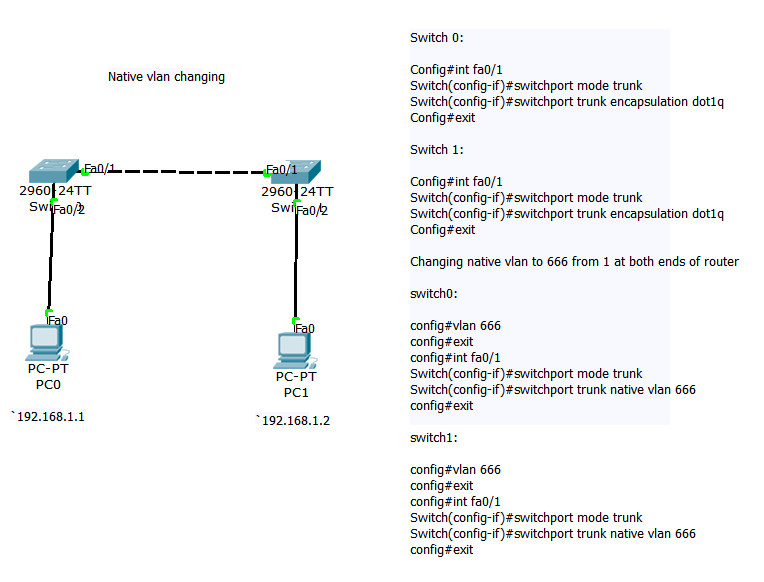 Native vlan changing
Fa0/1
Fa0/1
2960-24TT
2960-24TT
Fa0/2
Fa0/2
Fa0
Fa0
PC-PT
PC-PT
PC0
PC1
`192.168.1.1
`192.168.1.2
Switch 0:
Config#int fa0/1
Switch(config-if)#switchport mode trunk
Switch(config-if)#switchport trunk encapsulation dot1q
Config#exit
Switch 1:
Config#int fa0/1
Switch(config-if)#switchport mode trunk
Switch(config-if)#switchport trunk encapsulation dot1q
Config#exit
Changing native vlan to 666 from 1 at both ends of router
switch0:
config#vlan 666
config#exit
config#int fa0/1
Switch(config-if)#switchport mode trunk
Switch(config-if)#switchport trunk native vlan 666
config#exit
switch1:
config#vlan 666
config#exit
config#int fa0/1
Switch(config-if)#switchport mode trunk
Switch(config-if)#switchport trunk native vlan 666
config#exit